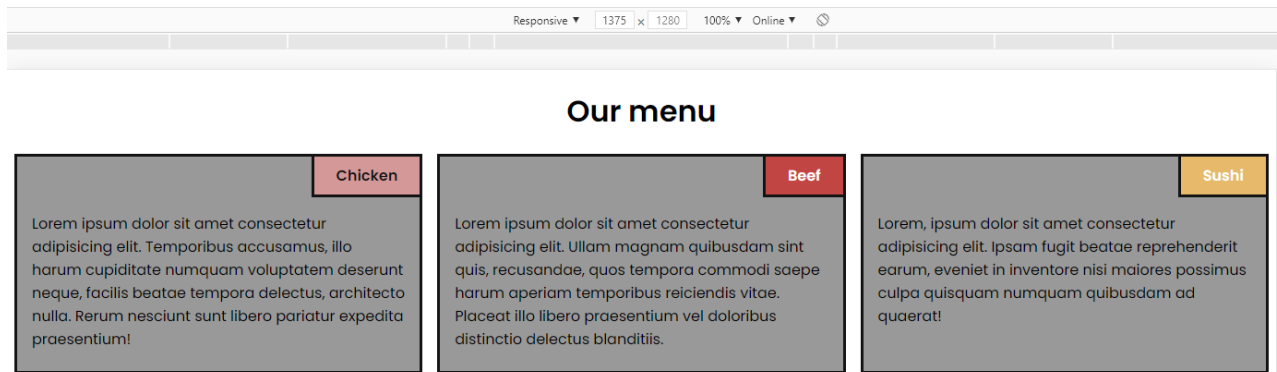 Responsive ▼ 1375 x 1280 100% ▼ Online ▼
Our menu
Chicken
Lorem ipsum dolor sit amet consectetur
adipisicing elit. Temporibus accusamus, illo
harum cupiditate numquam voluptatem deserunt
neque, facilis beatae tempora delectus, architecto
nulla. Rerum nesciunt sunt libero pariatur expedita
praesentium!
Beef
Lorem ipsum dolor sit amet consectetur
adipisicing elit. Ullam magnam quibusdam sint
quis, recusandae, quos tempora commodi saepe
harum aperiam temporibus reiciendis vitae.
Placeat illo libero praesentium vel doloribus
distinctio delectus blanditiis.
Sushi
Lorem, ipsum dolor sit amet consectetur
adipisicing elit. Ipsam fugit beatae reprehenderit
earum, eveniet in inventore nisi maiores possimus
culpa quisquam numquam quibusdam ad
quaerat!